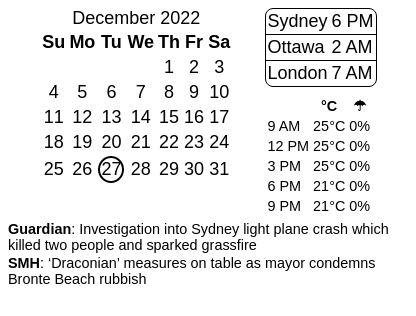 December 2022
Su Mo Tu We Th Fr Sa
1 2 3
4 5 6 7 8 9 10
11 12 13 14 15 16 17
18 19 20 21 22 23 24
25 26 27 28 29 30 31
Sydney 6 PM
Ottawa 2 AM
London 7 AM
°C ☂
9 AM 25°C 0%
12 PM 25°C 0%
3 PM 25°C 0%
6 PM 21°C 0%
9 PM 21°C 0%
Guardian: Investigation into Sydney light plane crash which
killed two people and sparked grassfire
SMH: ‘Draconian’ measures on table as mayor condemns
Bronte Beach rubbish